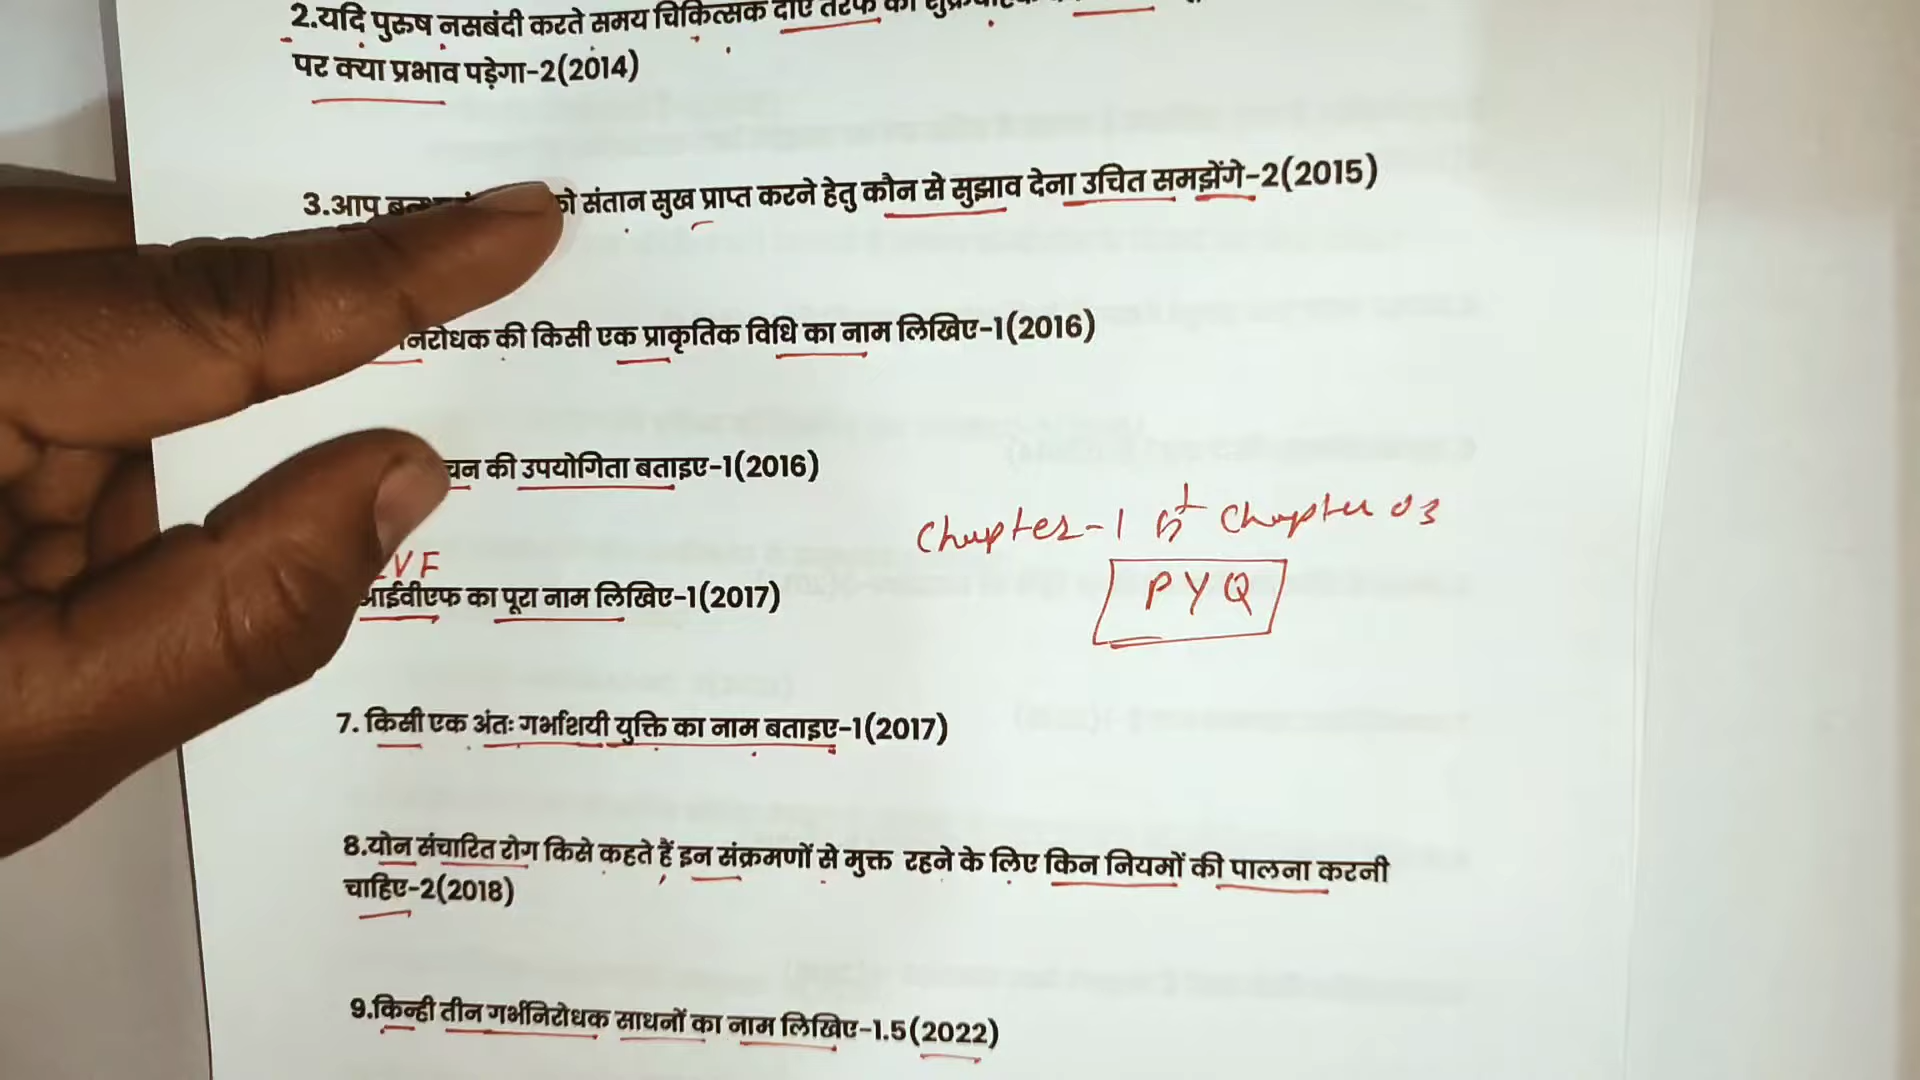 2.यदि पुरुष नसबंदी करते समय चिकित्सक दाए तरफ
पर क्या प्रभाव पड़ेगा-2(2014)
3.आप को संतान सुख प्राप्त करने हेतु कौन से सुझाव देना उचित समझेंगे-2(2015)
की किसी एक प्राकृतिक विधि का नाम लिखिए-1(2016)
की उपयोगिता बताइए-1(2016)
Chapter-1 से Chapter 03
IVF
PYQ
आईवीएफ का पूरा नाम लिखिए-1(2017)
7. किसी एक अंतः गर्भाशयी युक्ति का नाम बताइए-1(2017)
8.योन संचारित रोग किसे कहते हैं इन संक्रमणों से मुक्त रहने के लिए किन नियमों की पालना करनी
चाहिए-2(2018)
9.किन्ही तीन गर्भनिरोधक साधनों का नाम लिखिए-1.5(2022)